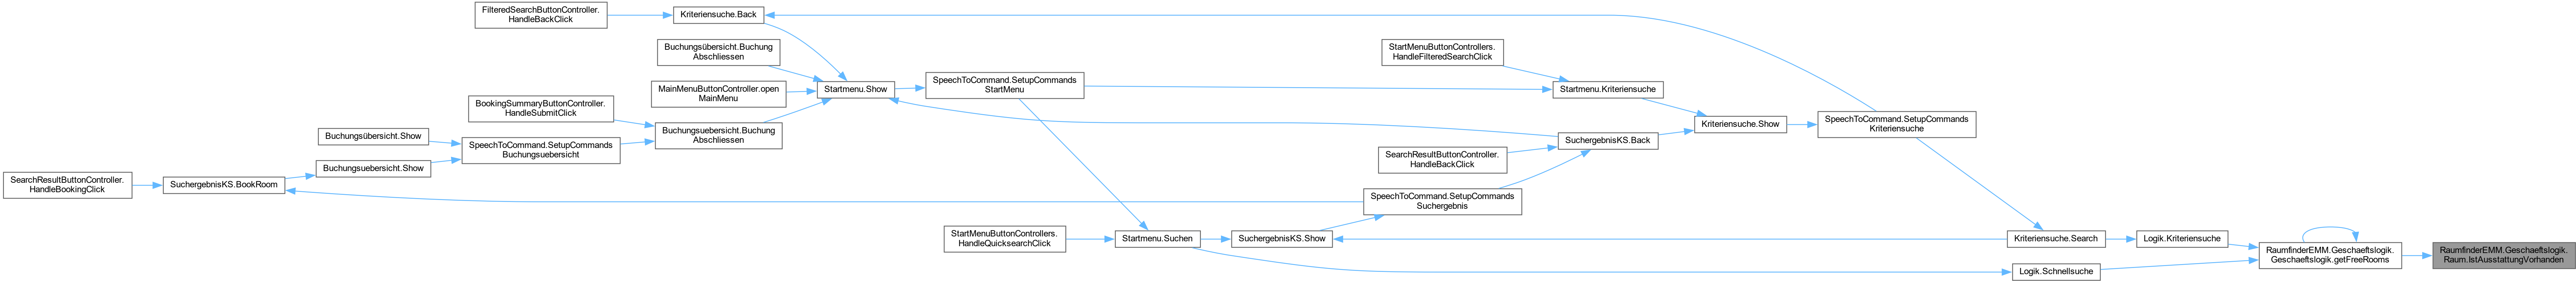 FilteredSearchButtonController.
HandleBackClick
Kriteriensuche.Back
Buchungsübersicht.Buchung
Abschliessen
MainMenuButtonController.open
MainMenu
BookingSummaryButtonController.
HandleSubmitClick
Buchungsübersicht.Show
SpeechToCommand.SetupCommands
Buchungsuebersicht
Buchungsuebersicht.Show
SearchResultButtonController.
HandleBookingClick
SuchergebnisKS.BookRoom
Buchungsuebersicht.Buchung
Abschliessen
Startmenu.Show
SpeechToCommand.SetupCommands
StartMenu
StartMenuButtonControllers.
HandleFilteredSearchClick
Startmenu.Kriteriensuche
Kriteriensuche.Show
SpeechToCommand.SetupCommands
Kriteriensuche
SuchergebnisKS.Back
SearchResultButtonController.
HandleBackClick
SpeechToCommand.SetupCommands
Suchergebnis
StartMenuButtonControllers.
HandleQuicksearchClick
Startmenu.Suchen
SuchergebnisKS.Show
Kriteriensuche.Search
Logik.Kriteriensuche
Logik.Schnellsuche
RaumfinderEMM.Geschaeftslogik.
Geschaeftslogik.getFreeRooms
RaumfinderEMM.Geschaeftslogik.
Raum.IstAusstattungVorhanden